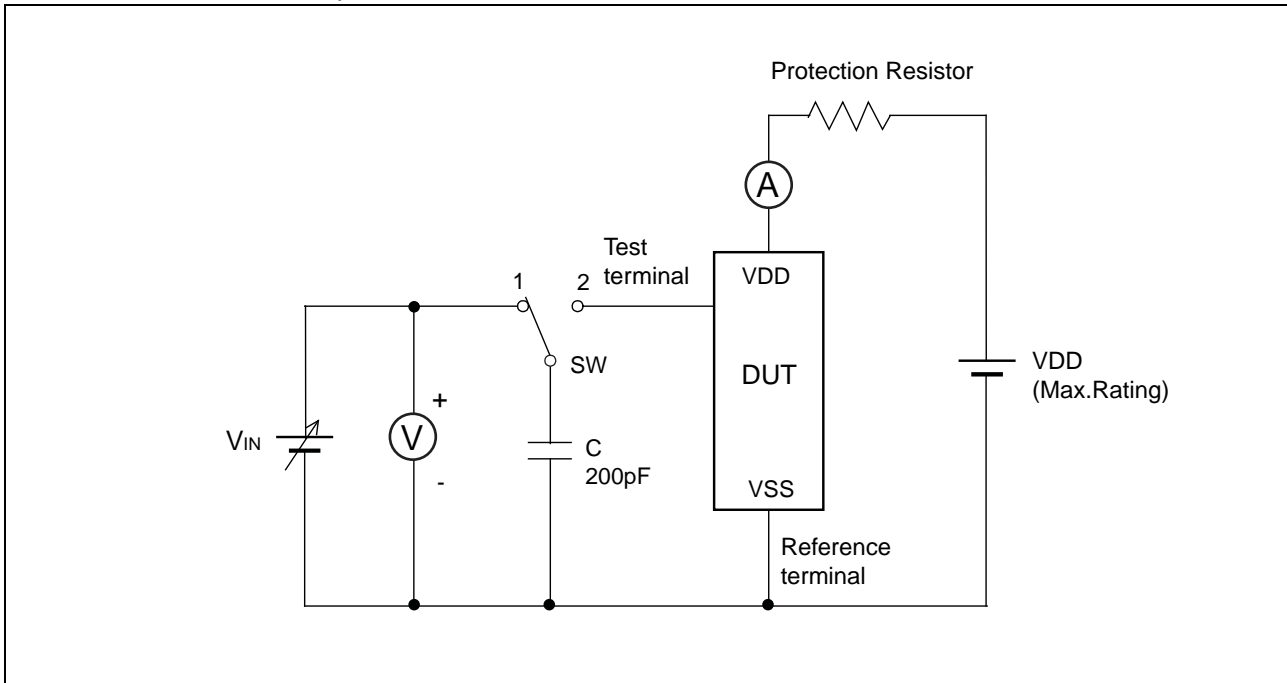 Protection Resistor
A
Test
terminal
VDD
1
2
SW
DUT
VDD
(Max.Rating)
+
VIN
V
C
200pF
-
VSS
Reference
terminal